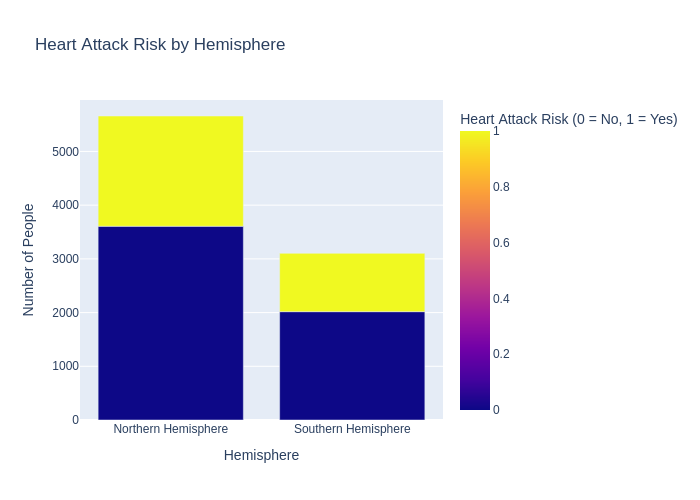 Heart Attack Risk by Hemisphere
Heart Attack Risk (0 = No, 1 = Yes)
1
0.8
0.6
0.4
0.2
0
5000
4000
3000
2000
1000
0
Number of People
Northern Hemisphere
Southern Hemisphere
Hemisphere